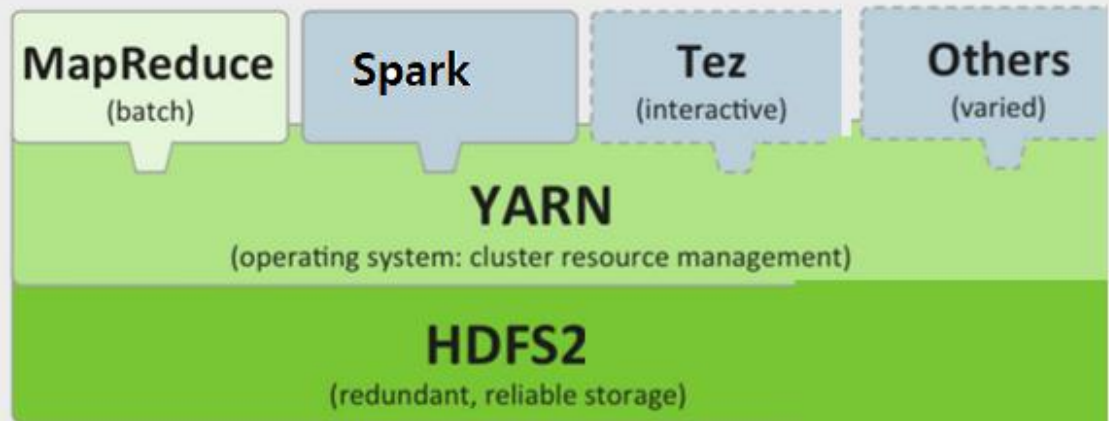 MapReduce
(batch)
Spark
Tez
(interactive)
Others
(varied)
YARN
(operating system: cluster resource management)
HDFS2
(redundant, reliable storage)